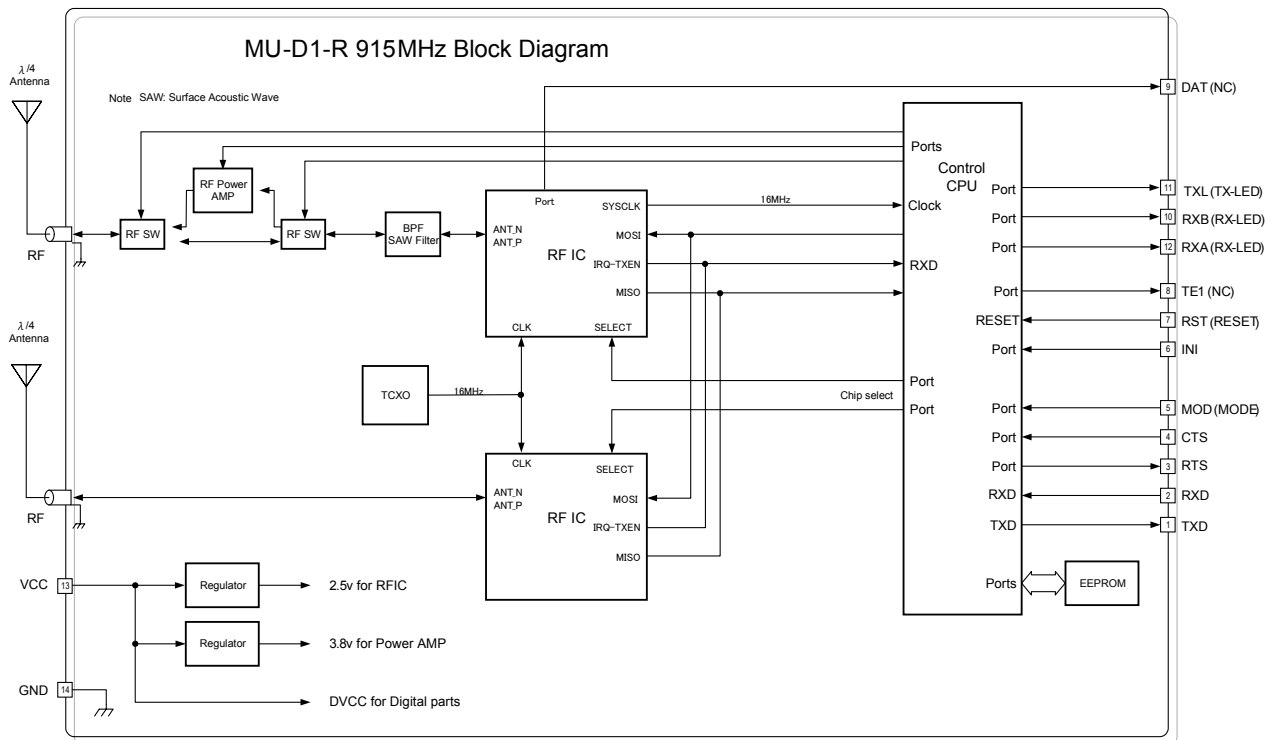 MU-D1-R 915MHz Block Diagram
λ/4
Antenna
Note SAW: Surface Acoustic Wave
RF
RF SW
RF Power
AMP
RF SW
BPF
SAW Filter
Port
ANT_N
ANT_P
RF IC
SYSCLK
MOSI
IRQ-TXEN
MISO
CLK
SELECT
16MHz
Ports
Control
CPU
Clock
RXD
Port
Port
Chip select
Port
Port
Port
Port
RESET
Port
Port
Port
Port
RXD
TXD
Ports
EEPROM
9 DAT(NC)
11 TXL(TX-LED)
10 RXB(RX-LED)
12 RXA(RX-LED)
8 TE1(NC)
7 RST(RESET)
6 INI
5 MOD(MODE)
4 CTS
3 RTS
2 RXD
1 TXD
λ/4
Antenna
RF
TCXO
16MHz
CLK
SELECT
ANT_N
ANT_P
RF IC
MOSI
IRQ-TXEN
MISO
VCC 13
Regulator
2.5v for RFIC
Regulator
3.8v for Power AMP
GND 14
DVCC for Digital parts